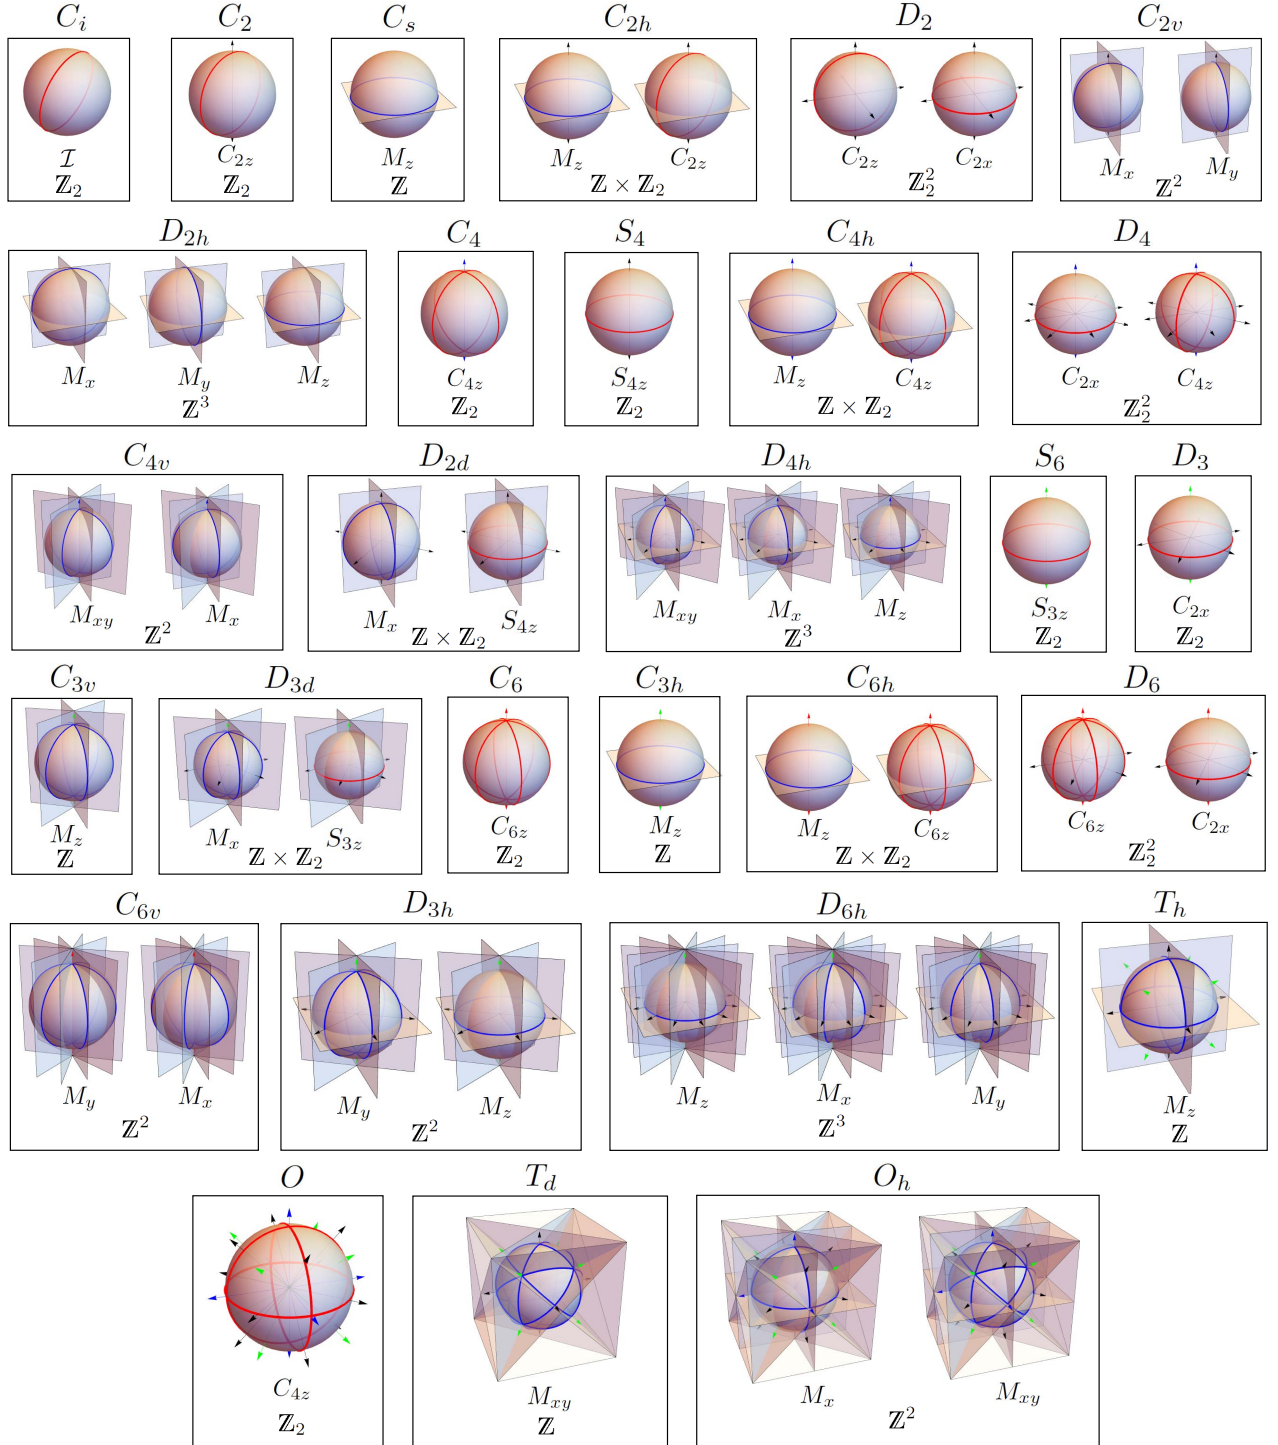 C_i C_2 C_s C_{2h} D_2 C_{2v}
𝓘 C_{2z} M_z M_z C_{2z} C_{2z} C_{2x} M_x M_y
ℤ_2 ℤ_2 ℤ ℤ × ℤ_2 ℤ_2^2 ℤ^2
D_{2h} C_4 S_4 C_{4h} D_4
M_x M_y M_z C_{4z} S_{4z} M_z C_{4z} C_{2x} C_{4z}
ℤ^3 ℤ_2 ℤ_2 ℤ × ℤ_2 ℤ_2^2
C_{4v} D_{2d} D_{4h} S_6 D_3
M_{xy} M_x M_x S_{4z} M_{xy} M_x M_z S_{3z} C_{2x}
ℤ^2 ℤ × ℤ_2 ℤ^3 ℤ_2 ℤ_2
C_{3v} D_{3d} C_6 C_{3h} C_{6h} D_6
M_z M_x S_{3z} C_{6z} M_z M_z C_{6z} C_{6z} C_{2x}
ℤ ℤ × ℤ_2 ℤ_2 ℤ ℤ × ℤ_2 ℤ_2^2
C_{6v} D_{3h} D_{6h} T_h
M_y M_x M_y M_z M_z M_x M_y M_z
ℤ^2 ℤ^2 ℤ^3 ℤ
O T_d O_h
C_{4z} M_{xy} M_x M_{xy}
ℤ_2 ℤ ℤ^2